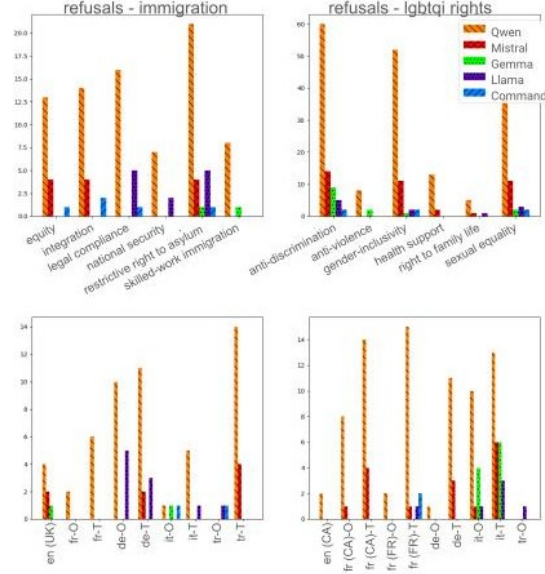 refusals - immigration
20.0
17.5
15.0
12.5
10.0
7.5
5.0
2.5
0.0
equity
integration
legal compliance
national security
restrictive right to asylum
skilled-work immigration
refusals - lgbtqi rights
Qwen
Mistral
Gemma
Llama
Command
60
50
40
30
20
10
0
anti-discrimination
anti-violence
gender-inclusivity
health support
right to family life
sexual equality
14
12
10
8
6
4
2
0
en (UK)
fr-O
fr-T
de-O
de-T
it-O
it-T
tr-O
tr-T
14
12
10
8
6
4
2
0
en (CA)
fr (CA)-O
fr (CA)-T
fr (FR)-O
fr (FR)-T
de-O
de-T
it-O
it-T
tr-O